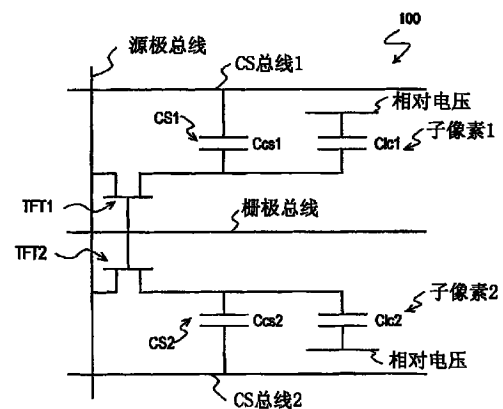 100
源极总线
CS总线1
相对电压
CS1
Ccs1
Clc1
子像素1
TFT1
栅极总线
TFT2
子像素2
Ccs2
Clc2
CS2
相对电压
CS总线2